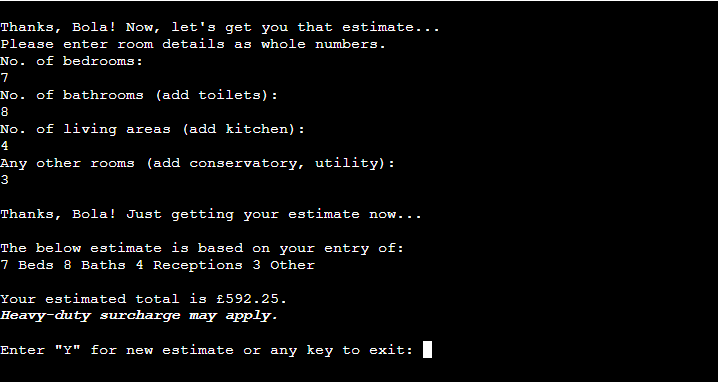 Thanks, Bola! Now, let's get you that estimate...
Please enter room details as whole numbers.
No. of bedrooms:
7
No. of bathrooms (add toilets):
8
No. of living areas (add kitchen):
4
Any other rooms (add conservatory, utility):
3
Thanks, Bola! Just getting your estimate now...
The below estimate is based on your entry of:
7 Beds 8 Baths 4 Receptions 3 Other
Your estimated total is £592.25.
Heavy-duty surcharge may apply.
Enter "Y" for new estimate or any key to exit: